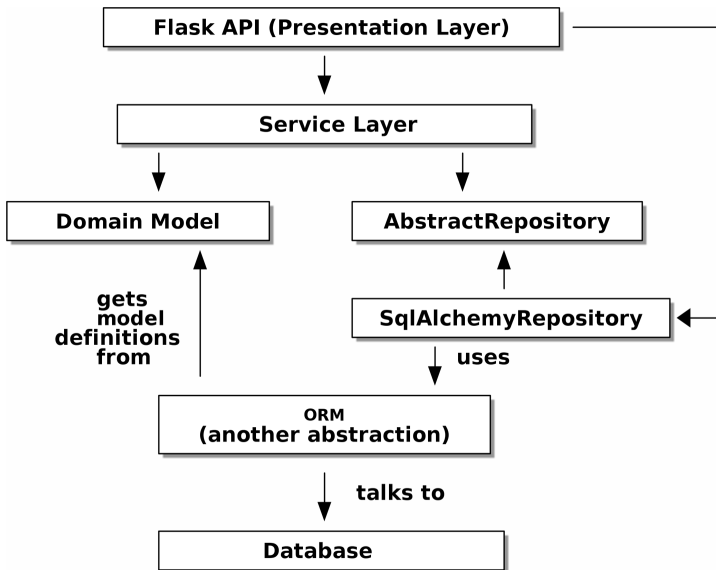 Flask API (Presentation Layer)
Service Layer
Domain Model
AbstractRepository
gets
model
definitions
from
SqlAlchemyRepository
uses
ORM
(another abstraction)
talks to
Database